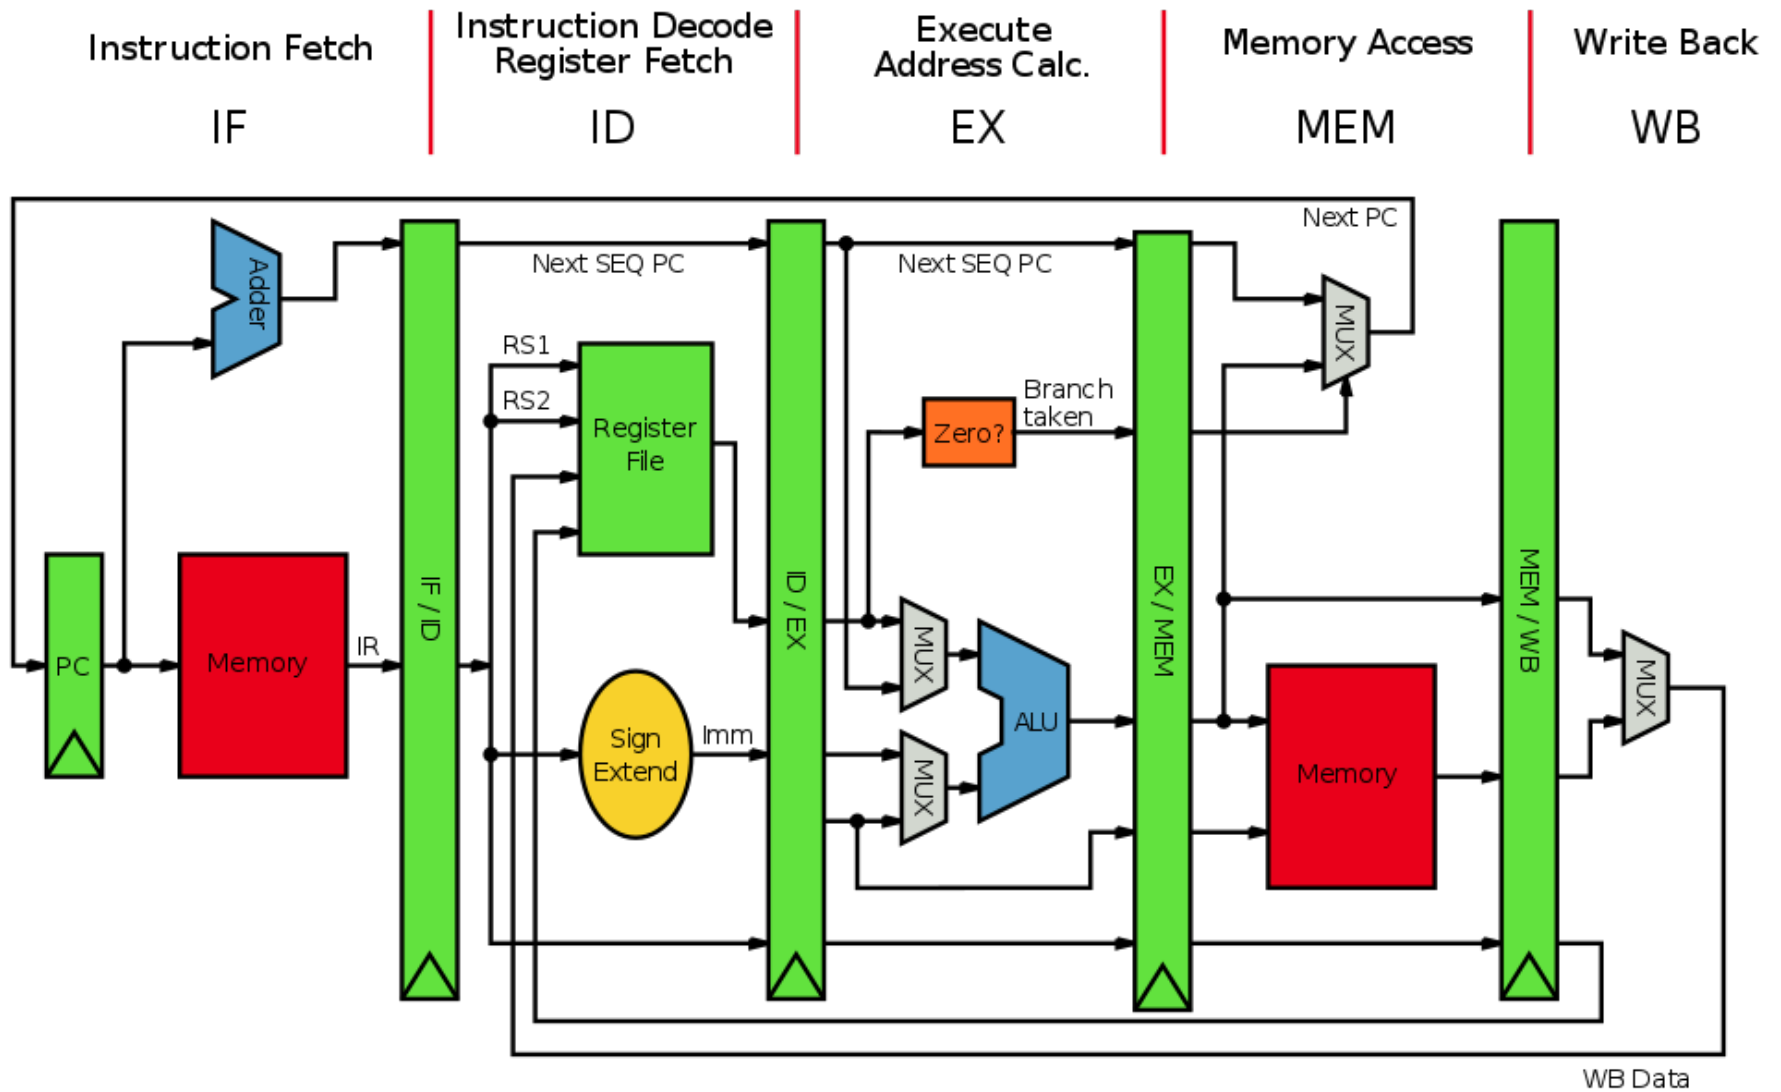 Instruction Fetch
Instruction Decode
Register Fetch
Execute
Address Calc.
Memory Access
Write Back
IF
ID
EX
MEM
WB
Next PC
Adder
Next SEQ PC
Next SEQ PC
MUX
RS1
RS2
Register
File
Branch
taken
Zero?
IF / ID
ID / EX
EX / MEM
MEM / WB
PC
Memory
IR
MUX
ALU
MUX
Sign
Extend
Imm
MUX
Memory
MUX
WB Data